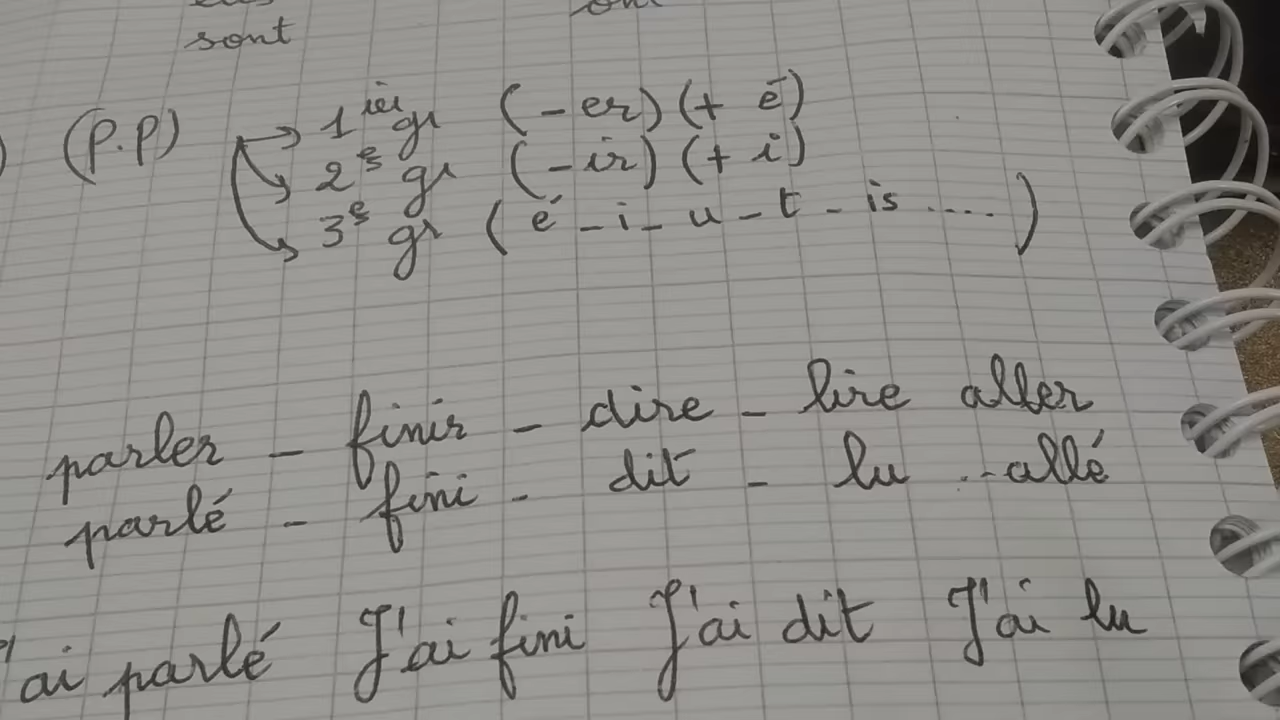 sont
(P.P) 1ier gr (- er) (+ é)
2e gr (- ir) (+ i)
3e gr (é - i - u - t - is ....)
parler - finir - dire - lire aller
parlé - fini - dit - lu - allé
'ai parlé J'ai fini J'ai dit J'ai lu